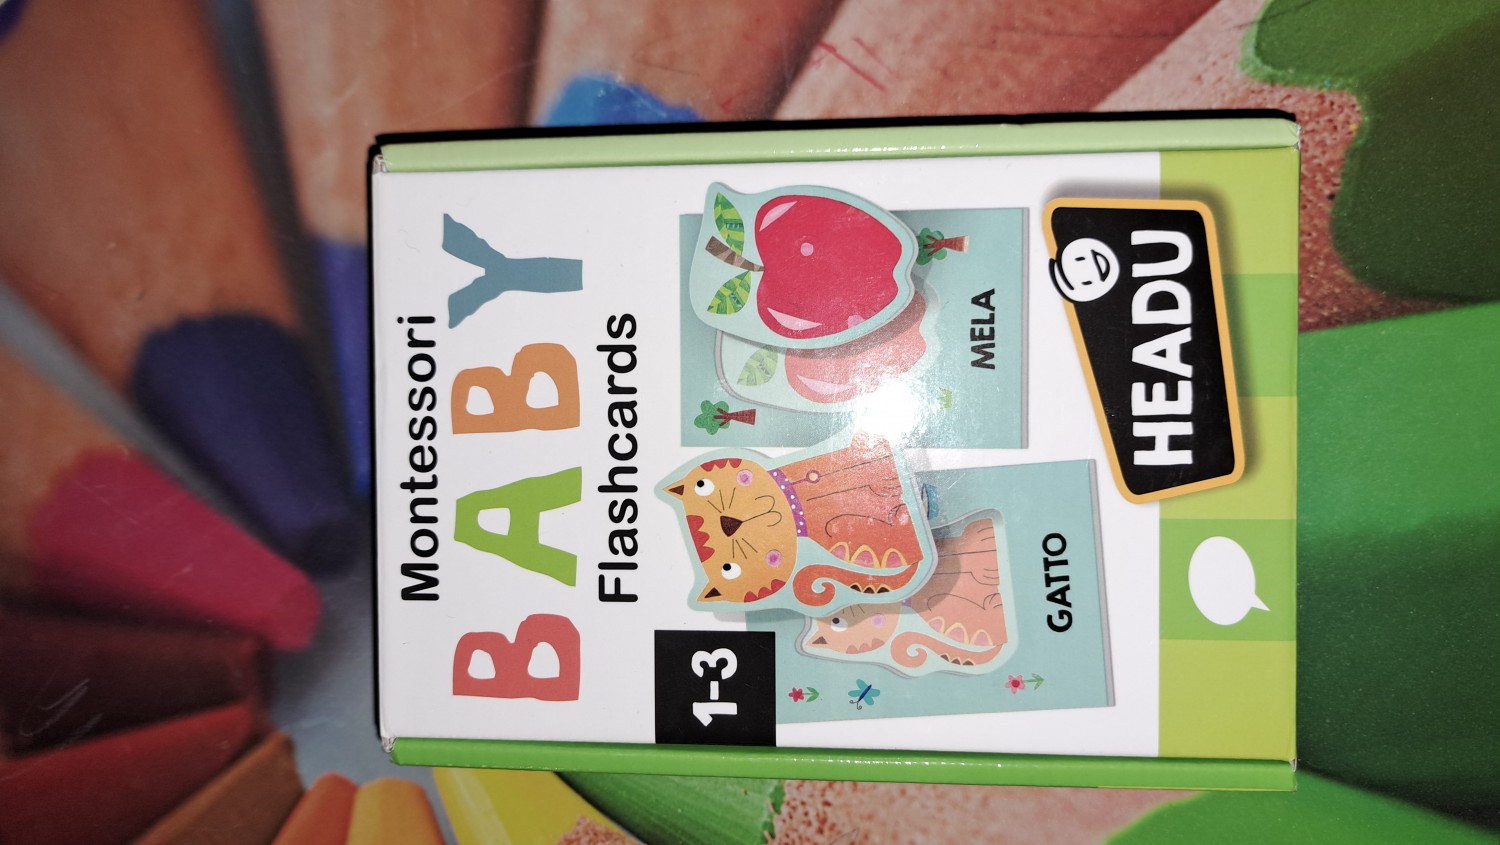 Montessori
BABY
Flashcards
1-3
MELA
GATTO
HEADU